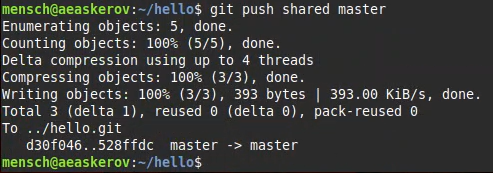 mensch@aeaskerov:~/hello$ git push shared master
Enumerating objects: 5, done.
Counting objects: 100% (5/5), done.
Delta compression using up to 4 threads
Compressing objects: 100% (3/3), done.
Writing objects: 100% (3/3), 393 bytes | 393.00 KiB/s, done.
Total 3 (delta 1), reused 0 (delta 0), pack-reused 0
To ../hello.git
   d30f046..528ffdc  master -> master
mensch@aeaskerov:~/hello$